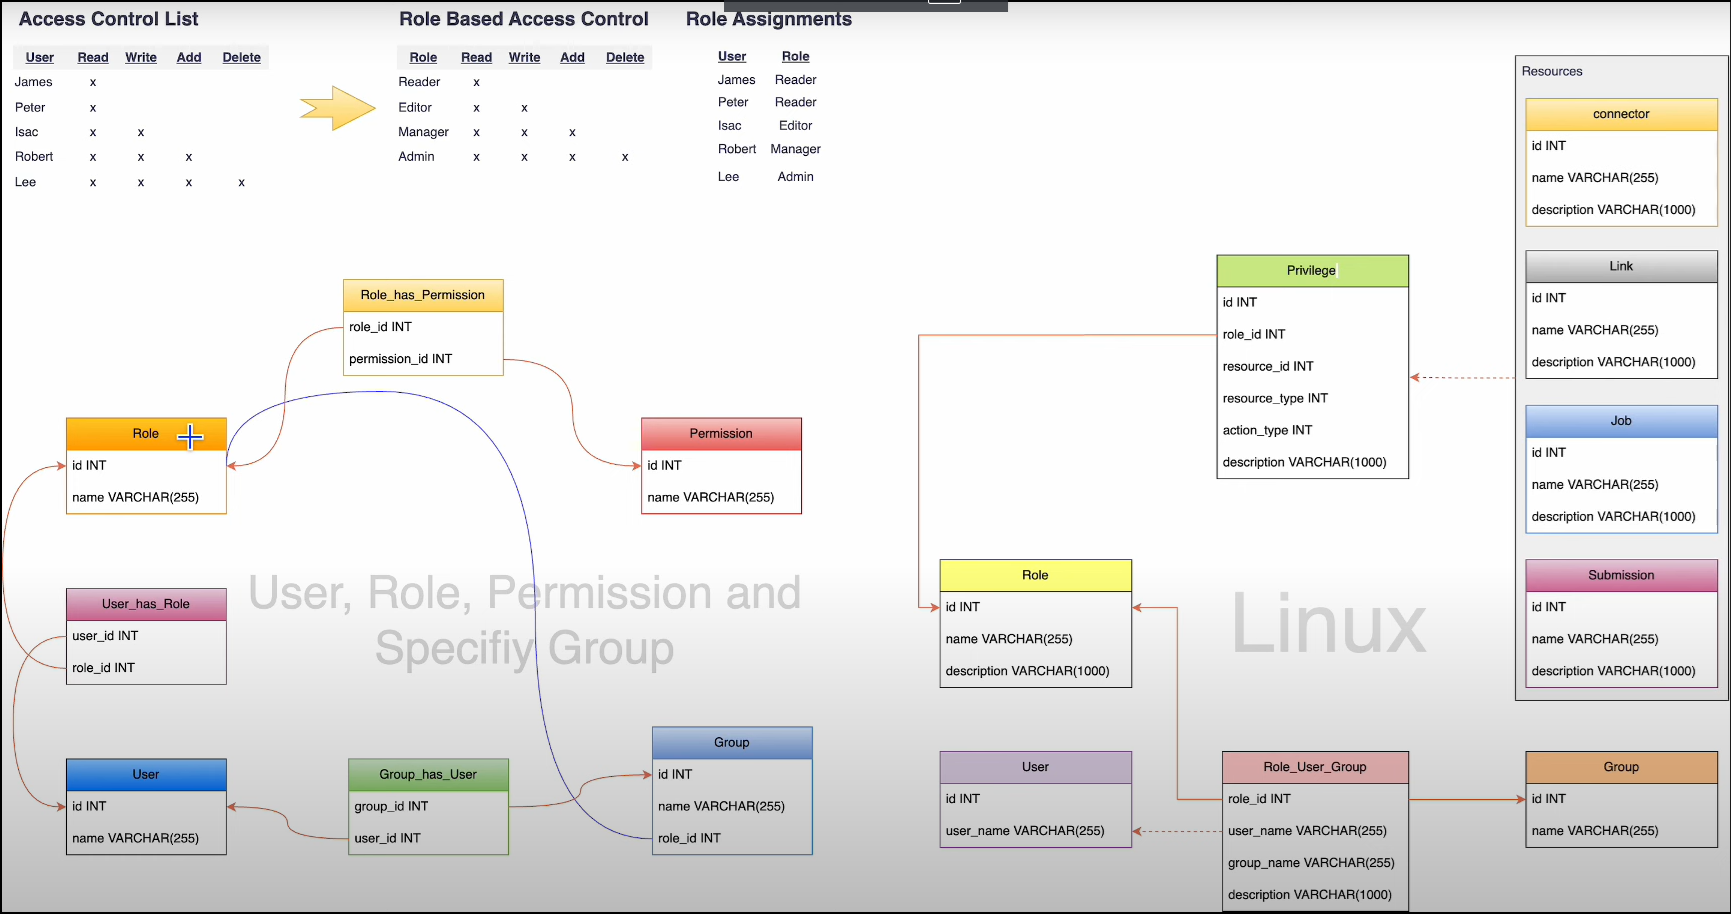 Access Control List
User Read Write Add Delete
James x
Peter x
Isac x x
Robert x x x
Lee x x x x
Role Based Access Control
Role Read Write Add Delete
Reader x
Editor x x
Manager x x x
Admin x x x x
Role Assignments
User Role
James Reader
Peter Reader
Isac Editor
Robert Manager
Lee Admin
Role_has_Permission
role_id INT
permission_id INT
Role
id INT
name VARCHAR(255)
Permission
id INT
name VARCHAR(255)
User_has_Role
user_id INT
role_id INT
User, Role, Permission and
Specifiy Group
User
id INT
name VARCHAR(255)
Group_has_User
group_id INT
user_id INT
Group
id INT
name VARCHAR(255)
role_id INT
Privilege
id INT
role_id INT
resource_id INT
resource_type INT
action_type INT
description VARCHAR(1000)
Role
id INT
name VARCHAR(255)
description VARCHAR(1000)
Linux
User
id INT
user_name VARCHAR(255)
Role_User_Group
role_id INT
user_name VARCHAR(255)
group_name VARCHAR(255)
description VARCHAR(1000)
Group
id INT
name VARCHAR(255)
Resources
connector
id INT
name VARCHAR(255)
description VARCHAR(1000)
Link
id INT
name VARCHAR(255)
description VARCHAR(1000)
Job
id INT
name VARCHAR(255)
description VARCHAR(1000)
Submission
id INT
name VARCHAR(255)
description VARCHAR(1000)